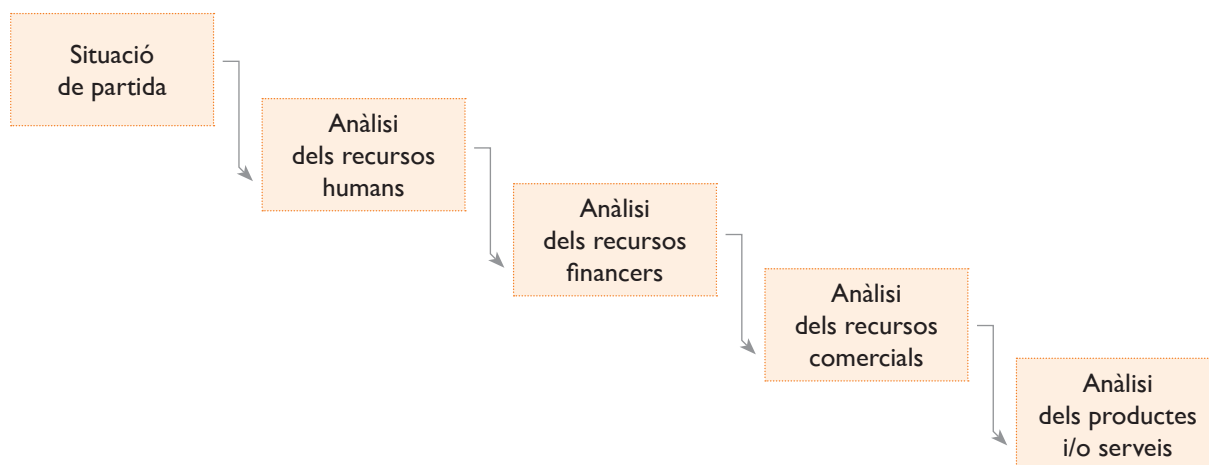 Situació
de partida
Anàlisi
dels recursos
humans
Anàlisi
dels recursos
financers
Anàlisi
dels recursos
comercials
Anàlisi
dels productes
i/o serveis